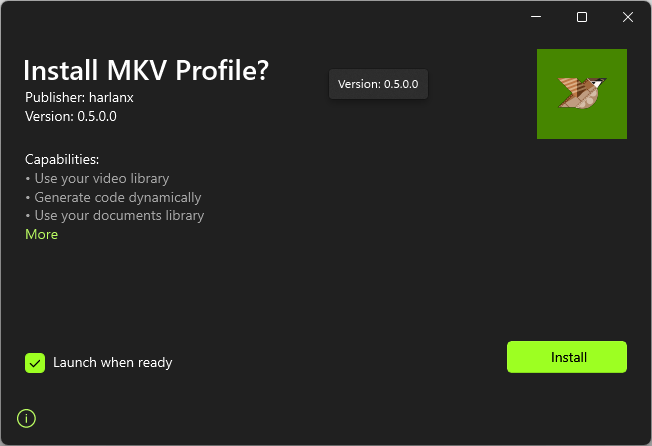 Install MKV Profile?
Publisher: harlanx
Version: 0.5.0.0
Version: 0.5.0.0
Capabilities:
• Use your video library
• Generate code dynamically
• Use your documents library
More
Launch when ready
Install